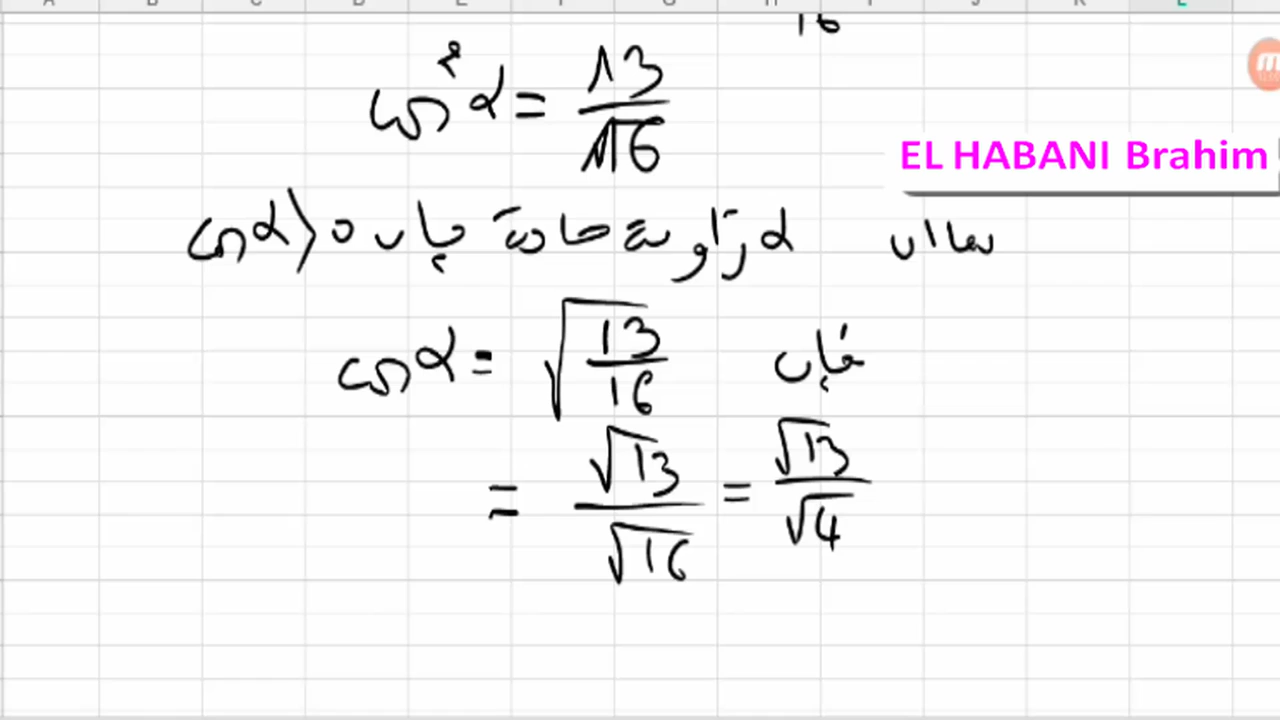 16
cos²α = 13/16
EL HABANI Brahim
بما أن α زاوية حادة فإن cosα > 0
فإن cosα = √(13/16)
= √13/√16 = √13/√4